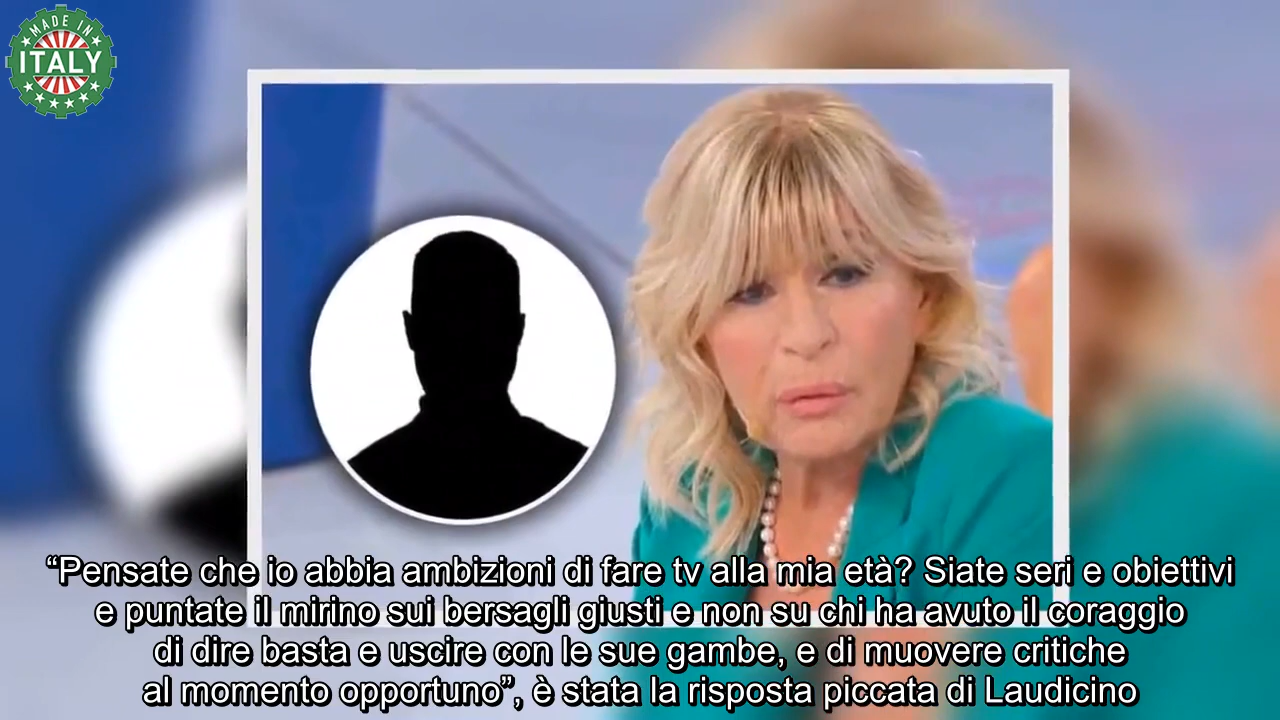 MADE IN
ITALY
“Pensate che io abbia ambizioni di fare tv alla mia età? Siate seri e obiettivi
e puntate il mirino sui bersagli giusti e non su chi ha avuto il coraggio
di dire basta e uscire con le sue gambe, e di muovere critiche
al momento opportuno”, è stata la risposta piccata di Laudicino